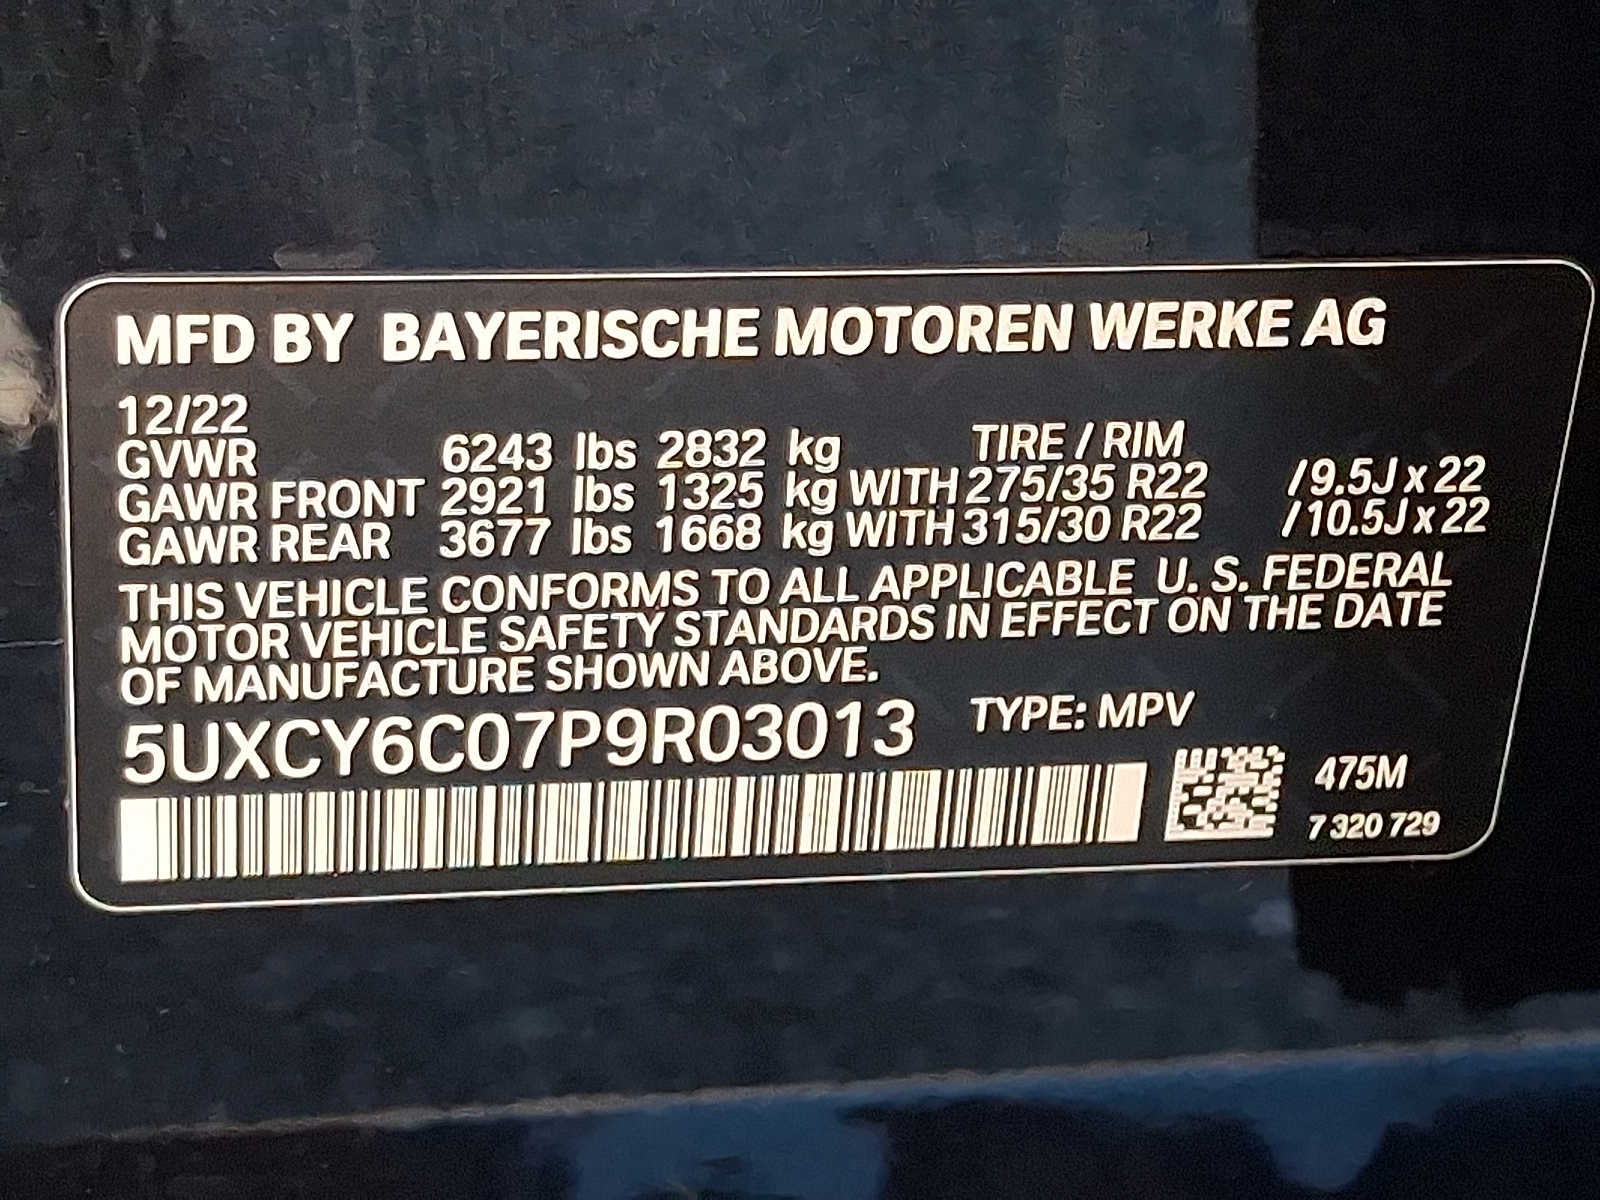 MFD BY BAYERISCHE MOTOREN WERKE AG
12/22
GVWR 6243 lbs 2832 kg TIRE / RIM
GAWR FRONT 2921 lbs 1325 kg WITH 275/35 R22 /9.5J x 22
GAWR REAR 3677 lbs 1668 kg WITH 315/30 R22 /10.5J x 22
THIS VEHICLE CONFORMS TO ALL APPLICABLE U. S. FEDERAL
MOTOR VEHICLE SAFETY STANDARDS IN EFFECT ON THE DATE
OF MANUFACTURE SHOWN ABOVE.
5UXCY6C07P9R03013 TYPE: MPV
475M
7 320 729